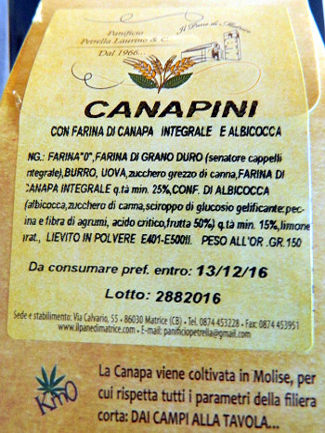 Panificio
Petrella Laurino & C.
Dal 1966...
Il Pane di Matrice
CANAPINI
CON FARINA DI CANAPA INTEGRALE E ALBICOCCA
NG.: FARINA"0",FARINA DI GRANO DURO (senatore cappelli
ntegrale),BURRO, UOVA,zucchero grezzo di canna,FARINA DI
CANAPA INTEGRALE q.tà min. 25%,CONF. DI ALBICOCCA
(albicocca,zucchero di canna,sciroppo di glucosio gelificante:pec-
ina e fibra di agrumi, acido citrico,frutta 50%) q.tà min. 15%,limone
rat., LIEVITO IN POLVERE E401-E500II. PESO ALL'OR .GR.150
Da consumare pref. entro: 13/12/16
Lotto: 2882016
Sede e stabilimento: Via Calvario, 55 • 86030 Matrice (CB) • Tel. 0874 453228 • Fax 0874 453951
www.ilpanedimatrice.com • E-mail: panificiopetrella@gmail.com
Km0
La Canapa viene coltivata in Molise, per
cui rispetta tutti i parametri della filiera
corta: DAI CAMPI ALLA TAVOLA...